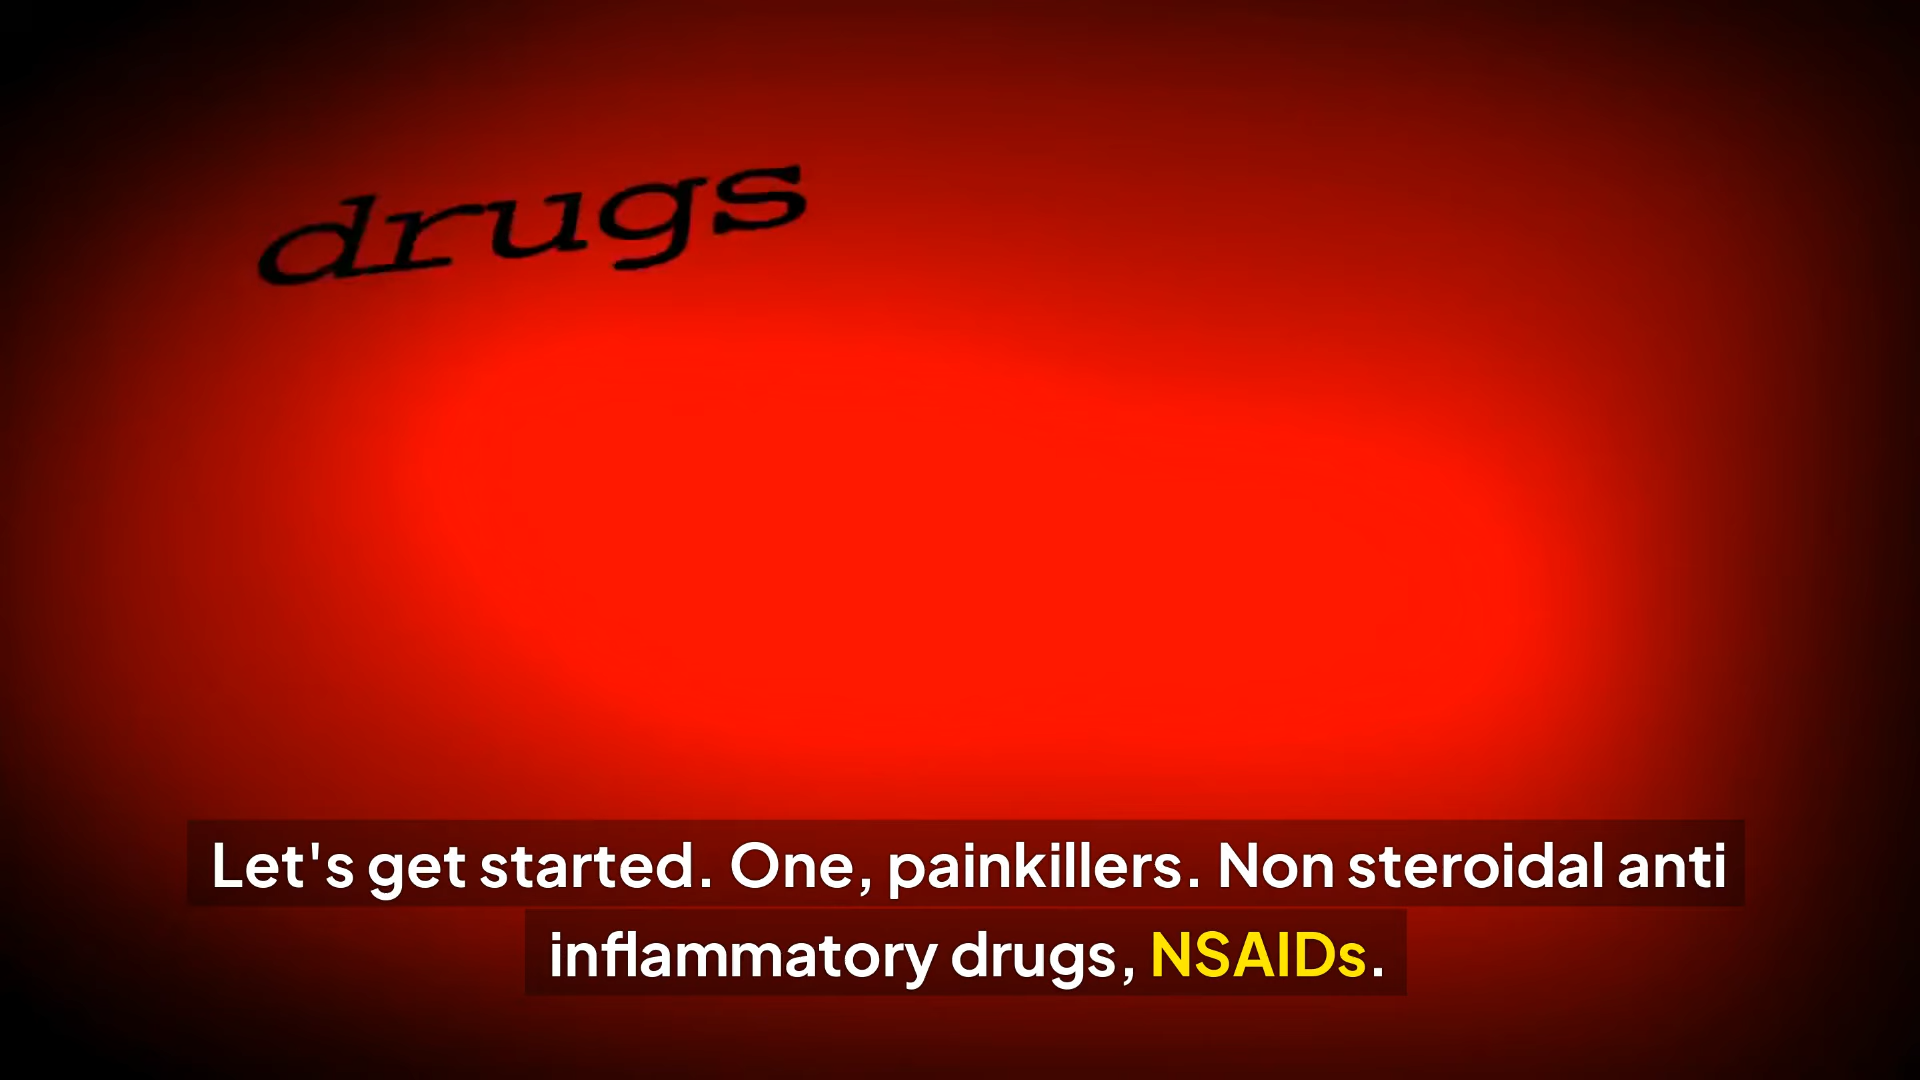 drugs
Let's get started. One, painkillers. Non steroidal anti
inflammatory drugs, NSAIDs.